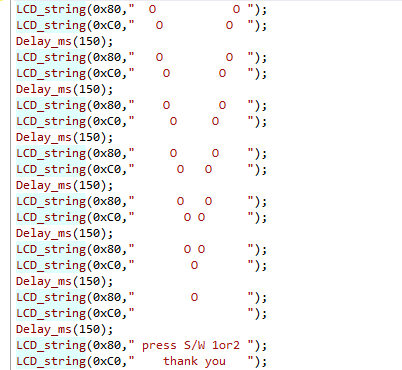 LCD_string(0x80,"  O           O ");
LCD_string(0xC0,"   O         O  ");
Delay_ms(150);
LCD_string(0x80,"   O         O  ");
LCD_string(0xC0,"    O       O   ");
Delay_ms(150);
LCD_string(0x80,"    O       O   ");
LCD_string(0xC0,"     O     O    ");
Delay_ms(150);
LCD_string(0x80,"     O     O    ");
LCD_string(0xC0,"      O   O     ");
Delay_ms(150);
LCD_string(0x80,"      O   O     ");
LCD_string(0xC0,"       O O      ");
Delay_ms(150);
LCD_string(0x80,"       O O      ");
LCD_string(0xC0,"        O       ");
Delay_ms(150);
LCD_string(0x80,"        O       ");
LCD_string(0xC0,"                ");
Delay_ms(150);
LCD_string(0x80," press S/W 1or2 ");
LCD_string(0xC0,"    thank you   ");